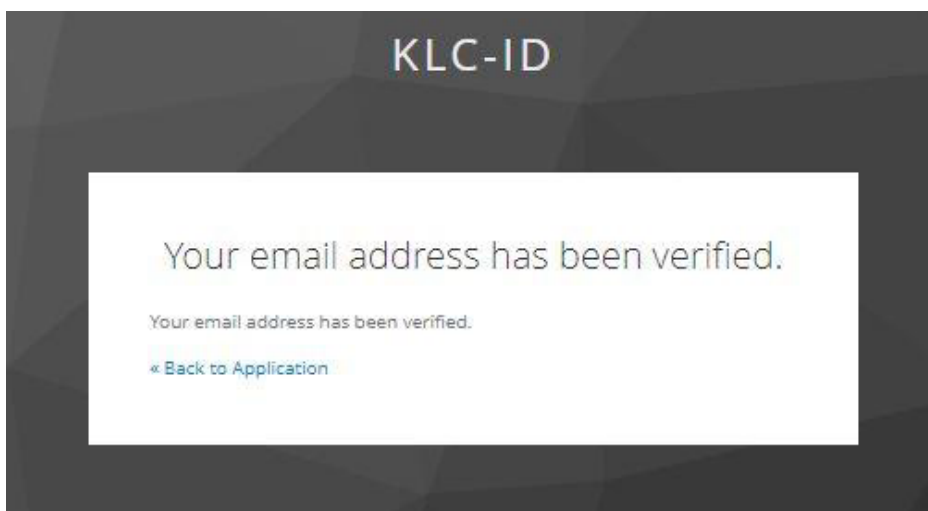 KLC-ID
Your email address has been verified.
Your email address has been verified.
« Back to Application